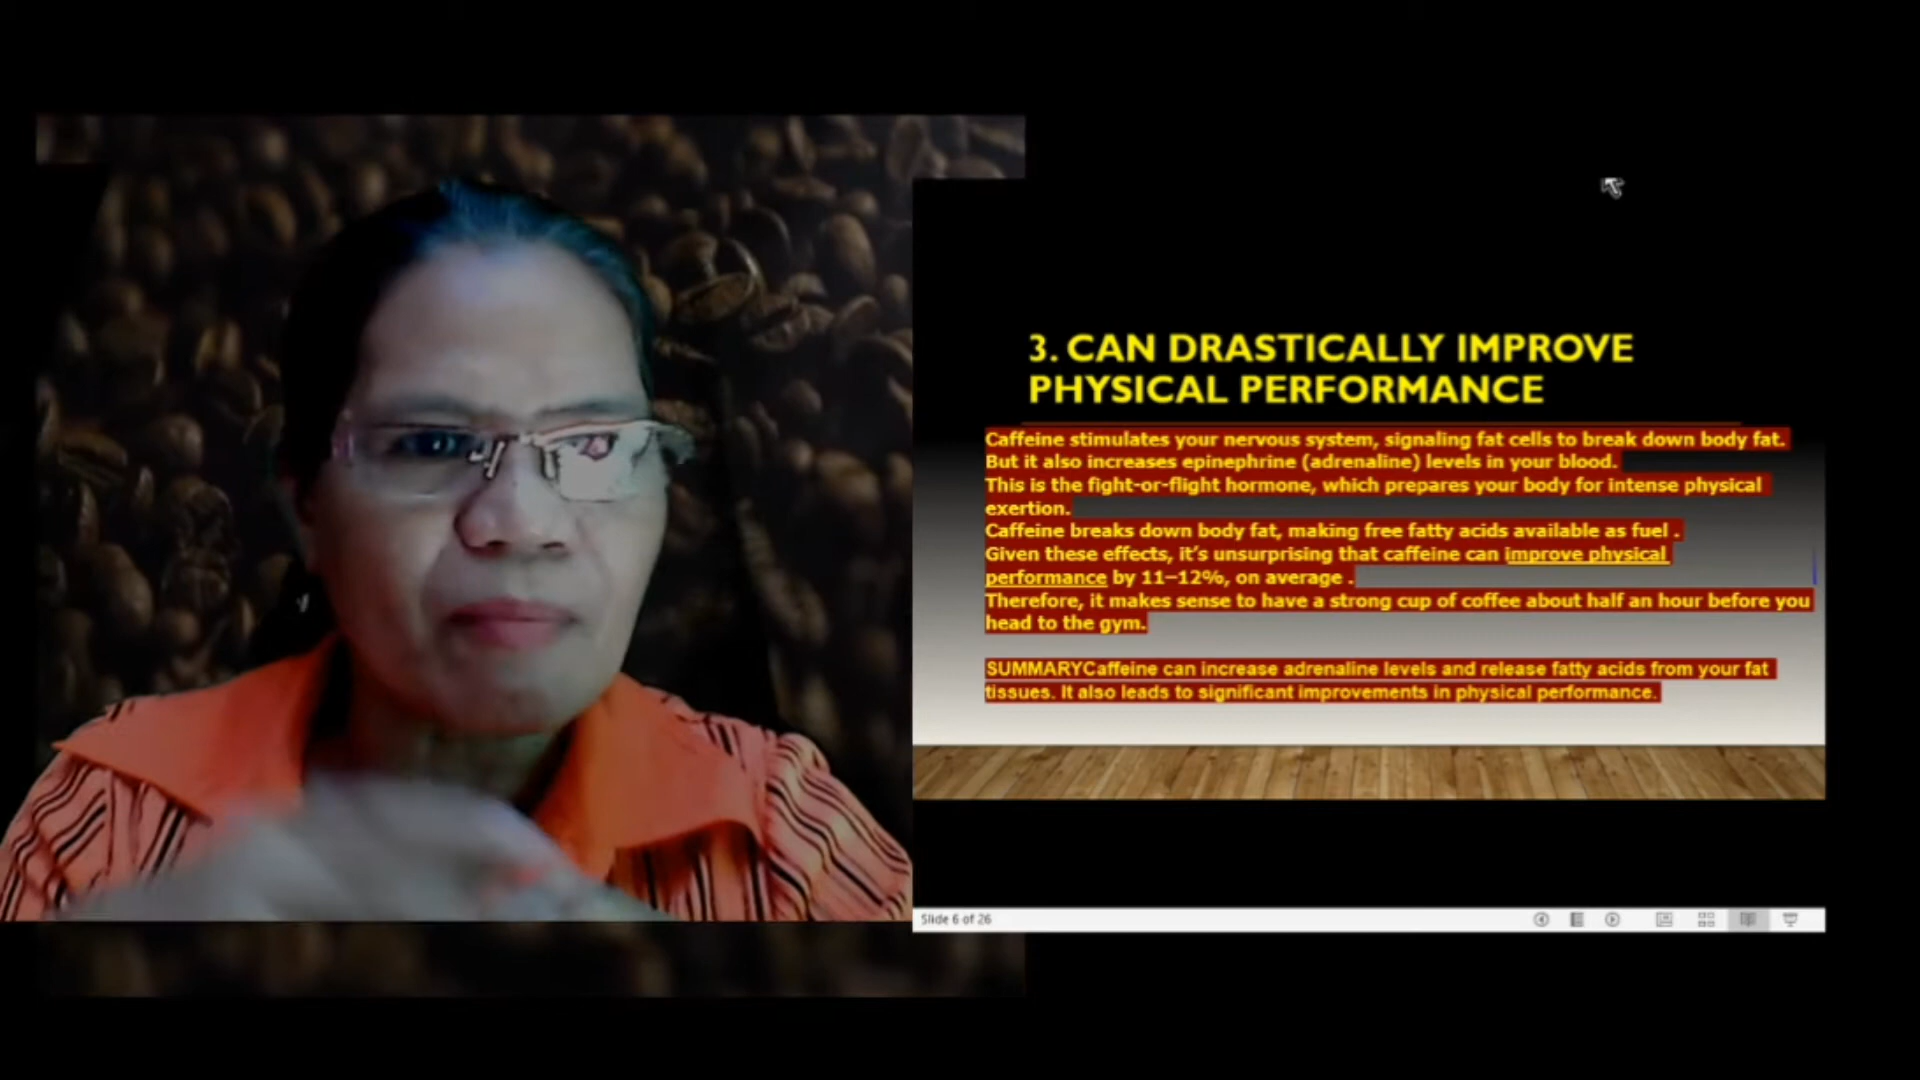 3. CAN DRASTICALLY IMPROVE
PHYSICAL PERFORMANCE
Caffeine stimulates your nervous system, signaling fat cells to break down body fat.
But it also increases epinephrine (adrenaline) levels in your blood.
This is the fight-or-flight hormone, which prepares your body for intense physical
exertion.
Caffeine breaks down body fat, making free fatty acids available as fuel .
Given these effects, it’s unsurprising that caffeine can improve physical
performance by 11–12%, on average .
Therefore, it makes sense to have a strong cup of coffee about half an hour before you
head to the gym.
SUMMARYCaffeine can increase adrenaline levels and release fatty acids from your fat
tissues. It also leads to significant improvements in physical performance.
Slide 6 of 26